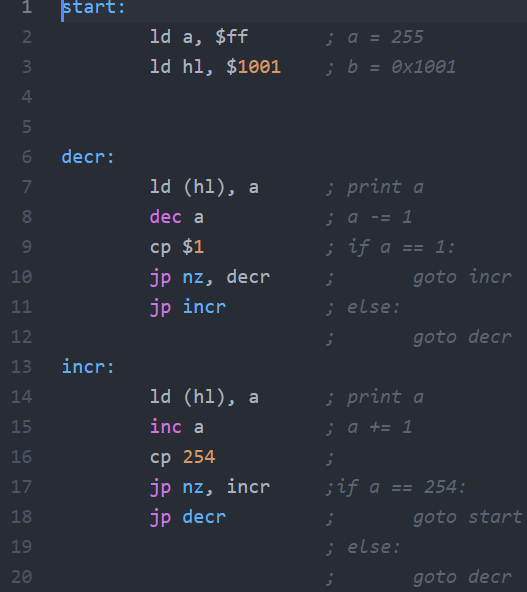 1 start:
2 ld a, $ff ; a = 255
3 ld hl, $1001 ; b = 0x1001
4
5
6 decr:
7 ld (hl), a ; print a
8 dec a ; a -= 1
9 cp $1 ; if a == 1:
10 jp nz, decr ; goto incr
11 jp incr ; else:
12 ; goto decr
13 incr:
14 ld (hl), a ; print a
15 inc a ; a += 1
16 cp 254 ;
17 jp nz, incr ;if a == 254:
18 jp decr ; goto start
19 ; else:
20 ; goto decr